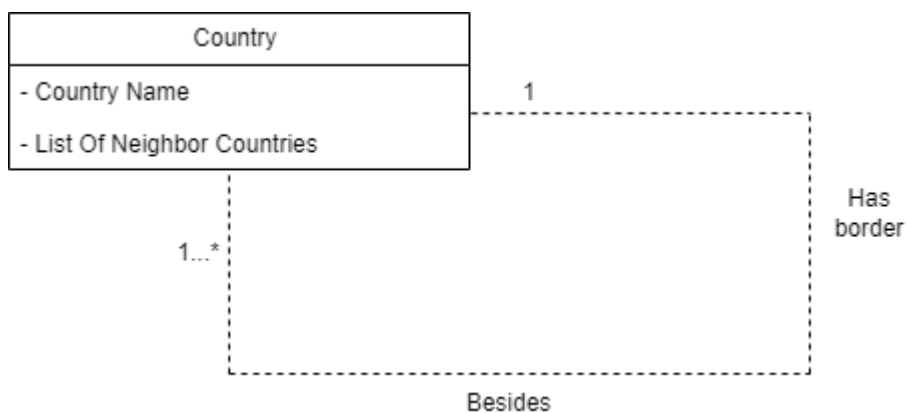 Country
- Country Name
1
- List Of Neighbor Countries
Has
border
1...*
Besides